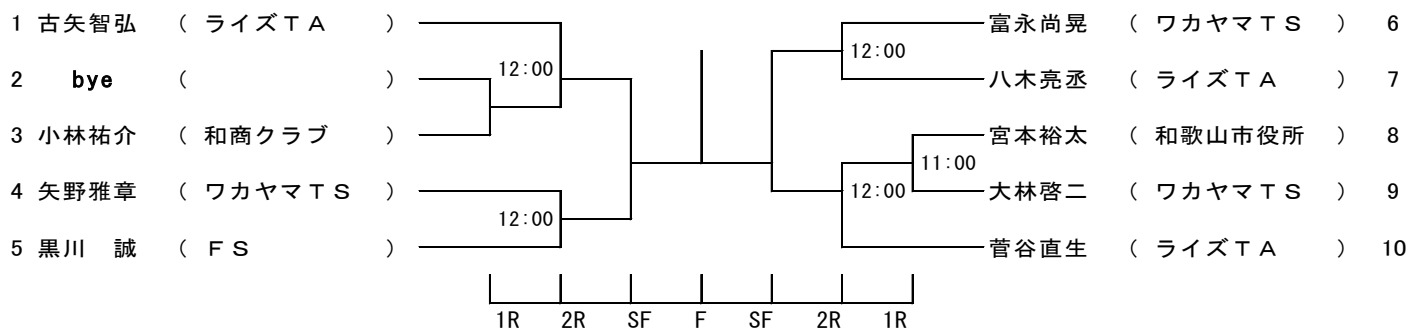 1 古矢智弘 （ ライズＴＡ ） 富永尚晃 （ ワカヤマＴＳ ） 6
12:00
2 bye （ ） 12:00 八木亮丞 （ ライズＴＡ ） 7
3 小林祐介 （ 和商クラブ ） 宮本裕太 （ 和歌山市役所 ） 8
11:00
4 矢野雅章 （ ワカヤマＴＳ ） 12:00 大林啓二 （ ワカヤマＴＳ ） 9
12:00
5 黒川　誠 （ ＦＳ ） 菅谷直生 （ ライズＴＡ ） 10
1R 2R SF F SF 2R 1R